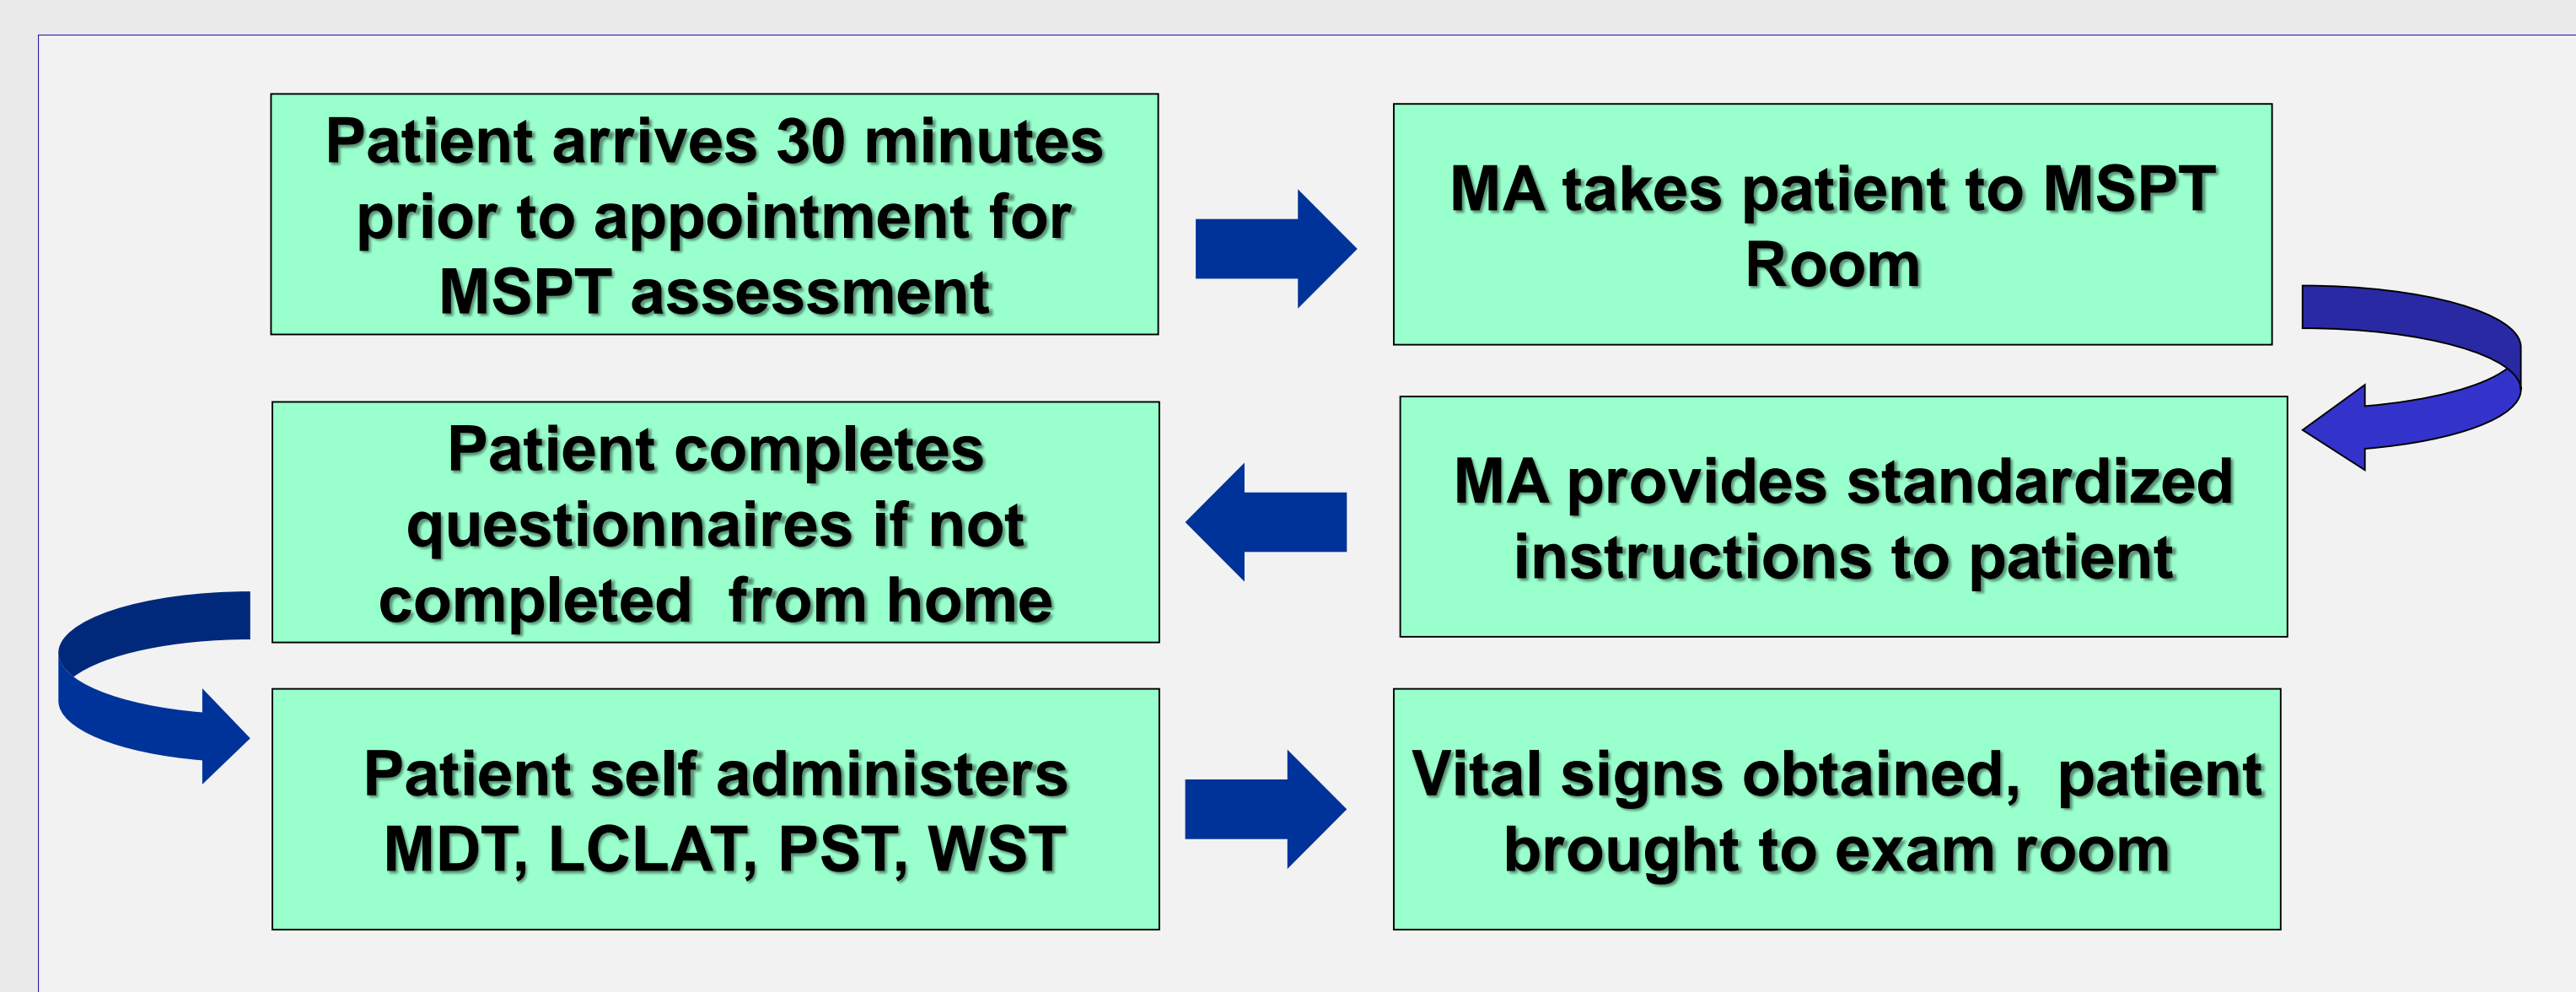 Patient arrives 30 minutes
prior to appointment for
MSPT assessment
MA takes patient to MSPT
Room
MA provides standardized
instructions to patient
Patient completes
questionnaires if not
completed  from home
Patient self administers
MDT, LCLAT, PST, WST
Vital signs obtained,  patient
brought to exam room